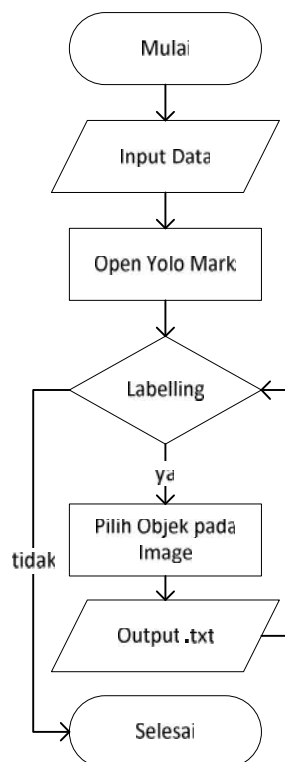 Mulai
Input Data
Open Yolo Mark
Labelling
ya
Pilih Objek pada
Image
tidak
Output .txt
Selesai